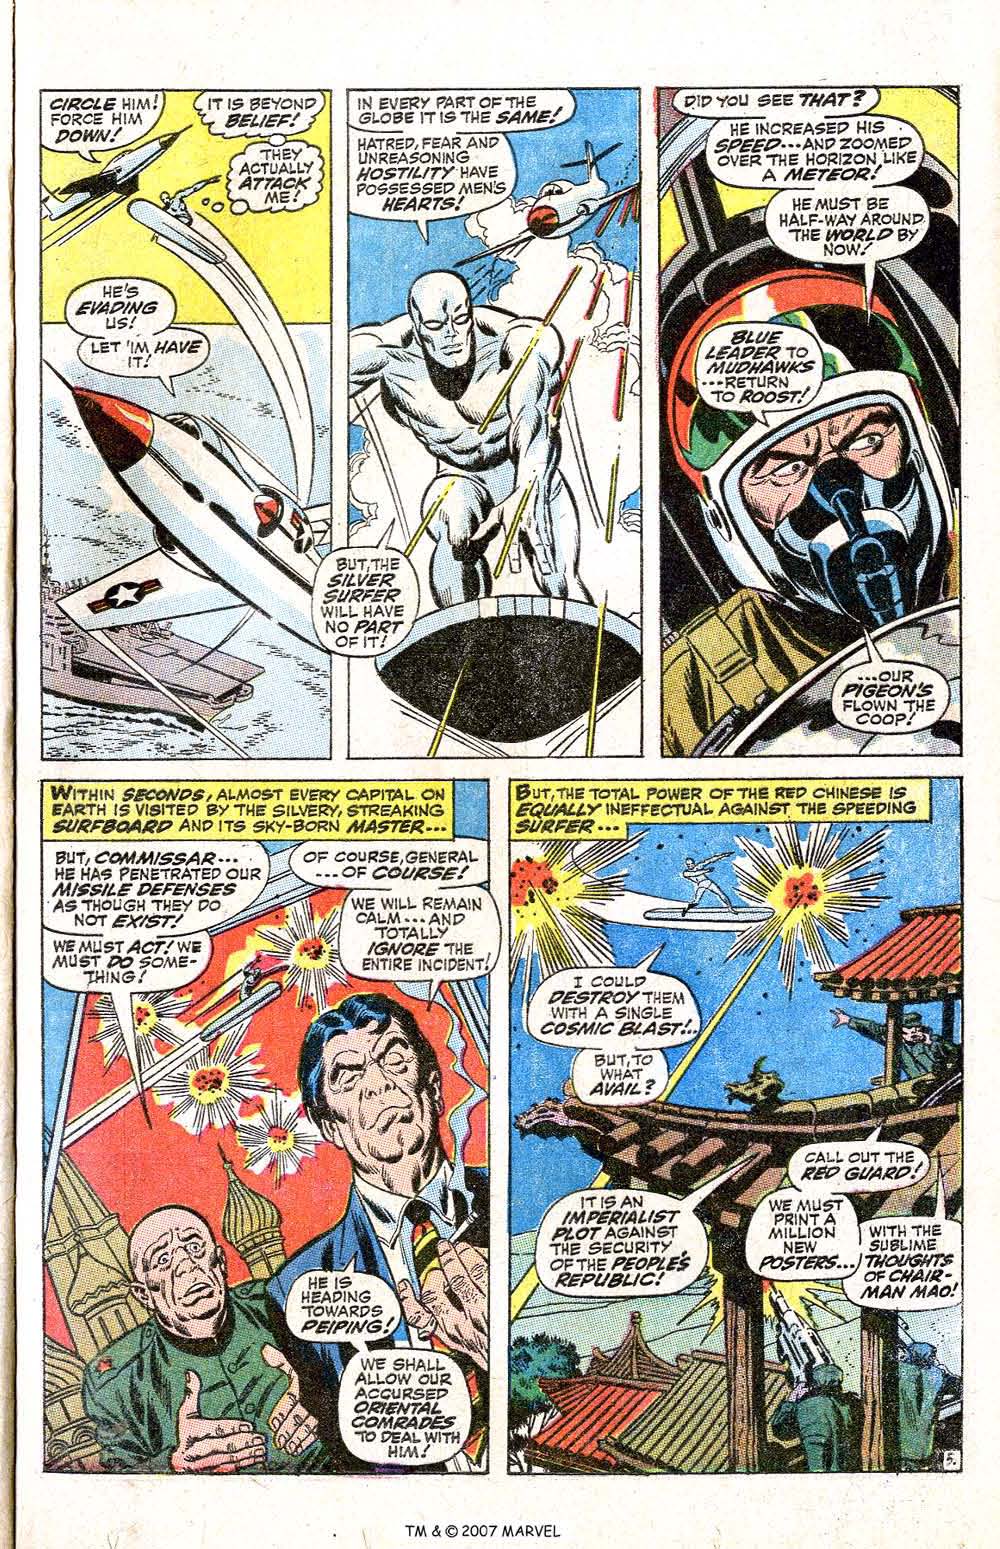 CIRCLE HIM!
FORCE HIM
DOWN!
IT IS BEYOND
BELIEF!
THEY
ACTUALLY
ATTACK
ME!
HE'S
EVADING
US!
LET 'IM HAVE
IT!
IN EVERY PART OF THE
GLOBE IT IS THE SAME!
HATRED, FEAR AND
UNREASONING
HOSTILITY HAVE
POSSESSED MEN'S
HEARTS!
BUT, THE
SILVER
SURFER
WILL HAVE
NO PART
OF IT!
DID YOU SEE THAT?
HE INCREASED HIS
SPEED...AND ZOOMED
OVER THE HORIZON LIKE
A METEOR!
HE MUST BE
HALF-WAY AROUND
THE WORLD BY
NOW!
BLUE
LEADER TO
MUDHAWKS
...RETURN
TO ROOST!
...OUR
PIGEON'S
FLOWN THE
COOP!
WITHIN SECONDS, ALMOST EVERY CAPITAL ON
EARTH IS VISITED BY THE SILVERY, STREAKING
SURFBOARD AND ITS SKY-BORN MASTER...
BUT, COMMISSAR...
HE HAS PENETRATED OUR
MISSILE DEFENSES
AS THOUGH THEY DO
NOT EXIST!
WE MUST ACT! WE
MUST DO SOME-
THING!
OF COURSE, GENERAL
...OF COURSE!
WE WILL REMAIN
CALM...AND
TOTALLY
IGNORE THE
ENTIRE INCIDENT!
HE IS
HEADING
TOWARDS
PEIPING!
WE SHALL
ALLOW OUR
ACCURSED
ORIENTAL
COMRADES
TO DEAL WITH
HIM!
BUT, THE TOTAL POWER OF THE RED CHINESE IS
EQUALLY INEFFECTUAL AGAINST THE SPEEDING
SURFER...
I COULD
DESTROY THEM
WITH A SINGLE
COSMIC BLAST!..
BUT, TO
WHAT
AVAIL?
IT IS AN
IMPERIALIST
PLOT AGAINST
THE SECURITY
OF THE PEOPLE'S
REPUBLIC!
CALL OUT THE
RED GUARD!
WE MUST
PRINT A
MILLION
NEW
POSTERS...
WITH THE
SUBLIME
THOUGHTS
OF CHAIR-
MAN MAO!
5.
TM & © 2007 MARVEL